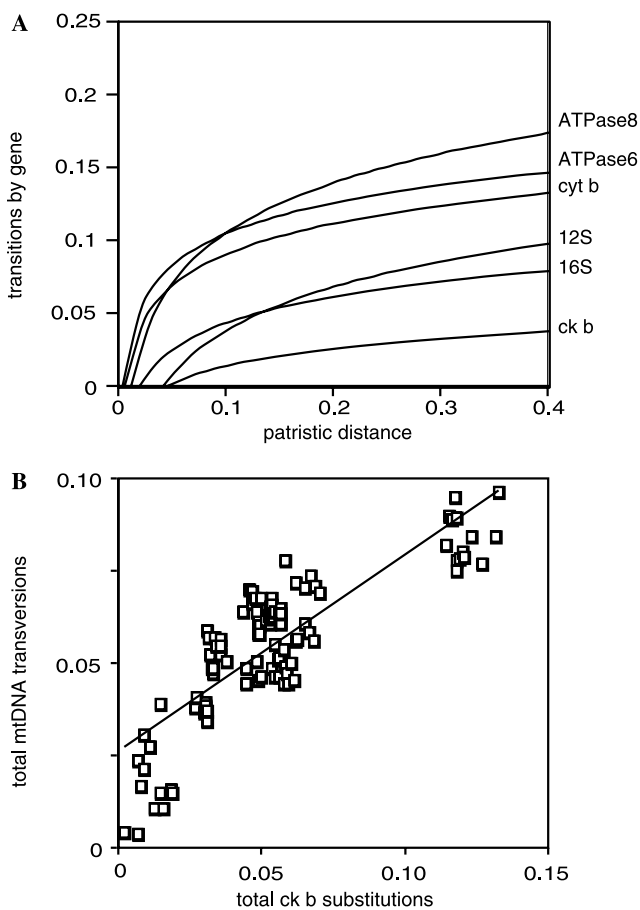 A
0.25
0.2
0.15
0.1
0.05
0
transitions by gene
ATPase8
ATPase6
cyt b
12S
16S
ck b
0 0.1 0.2 0.3 0.4
patristic distance
B
0.10
0.05
0
total mtDNA transversions
0 0.05 0.10 0.15
total ck b substitutions